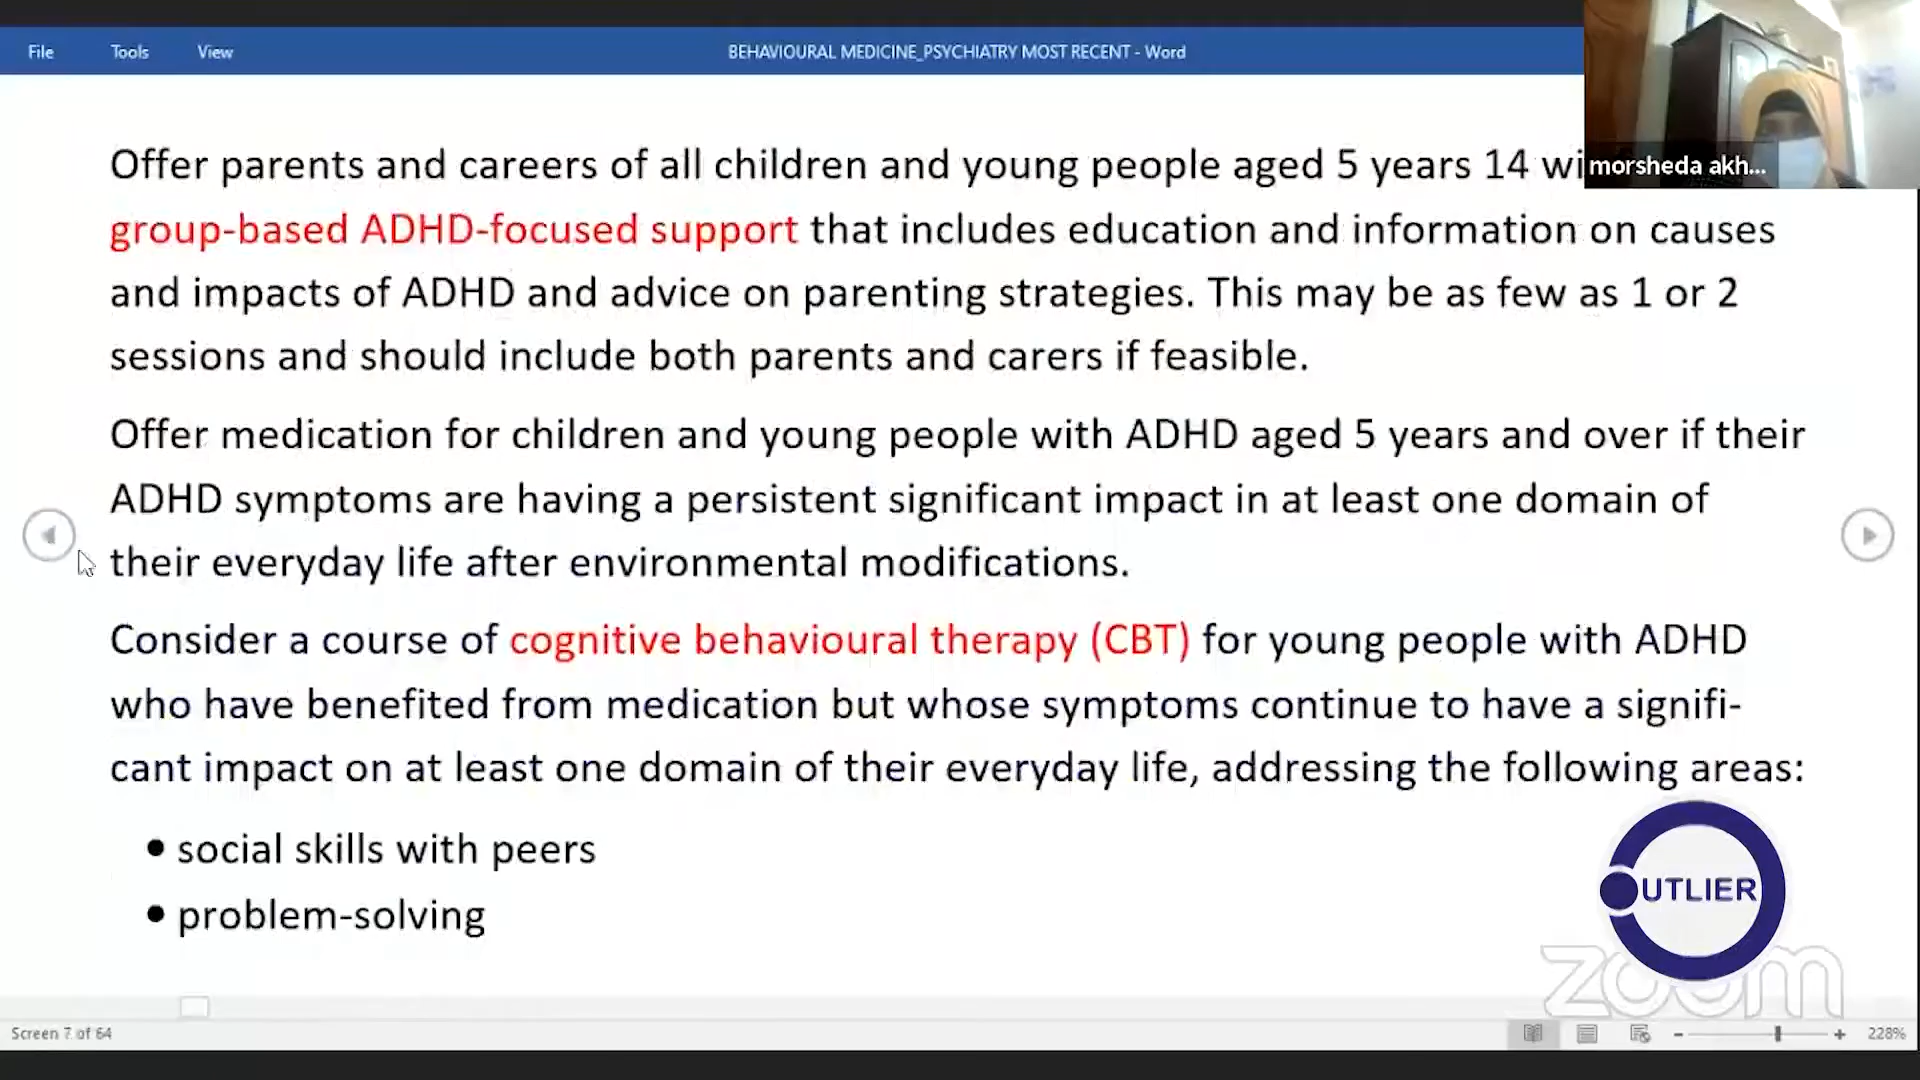 File Tools View BEHAVIOURAL MEDICINE_PSYCHIATRY MOST RECENT - Word
Offer parents and careers of all children and young people aged 5 years 14
morsheda akh...
group-based ADHD-focused support that includes education and information on causes
and impacts of ADHD and advice on parenting strategies. This may be as few as 1 or 2
sessions and should include both parents and carers if feasible.
Offer medication for children and young people with ADHD aged 5 years and over if their
ADHD symptoms are having a persistent significant impact in at least one domain of
their everyday life after environmental modifications.
Consider a course of cognitive behavioural therapy (CBT) for young people with ADHD
who have benefited from medication but whose symptoms continue to have a signifi-
cant impact on at least one domain of their everyday life, addressing the following areas:
• social skills with peers
• problem-solving
OUTLIER
zoom
Screen 7 of 64
228%